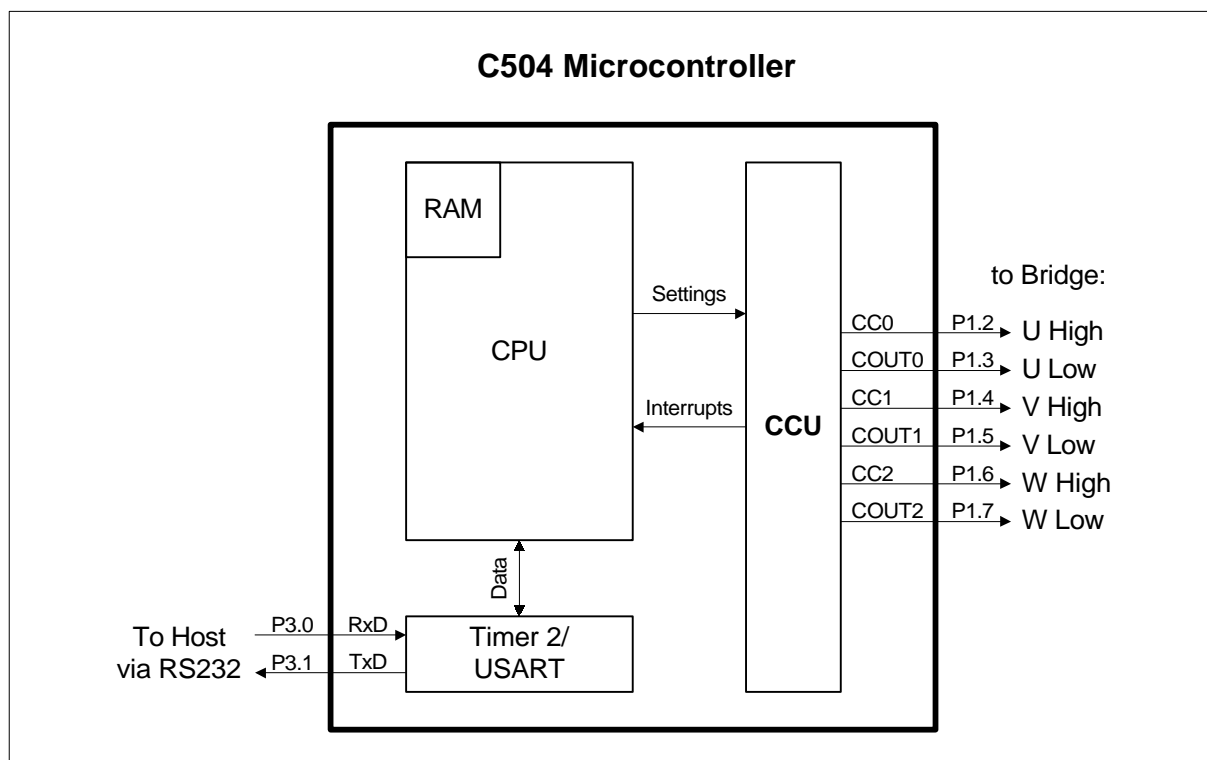 C504 Microcontroller
RAM
CPU
Settings
Interrupts
CCU
to Bridge:
CC0 P1.2 U High
COUT0 P1.3 U Low
CC1 P1.4 V High
COUT1 P1.5 V Low
CC2 P1.6 W High
COUT2 P1.7 W Low
Data
To Host
via RS232
P3.0 RxD
P3.1 TxD
Timer 2/
USART